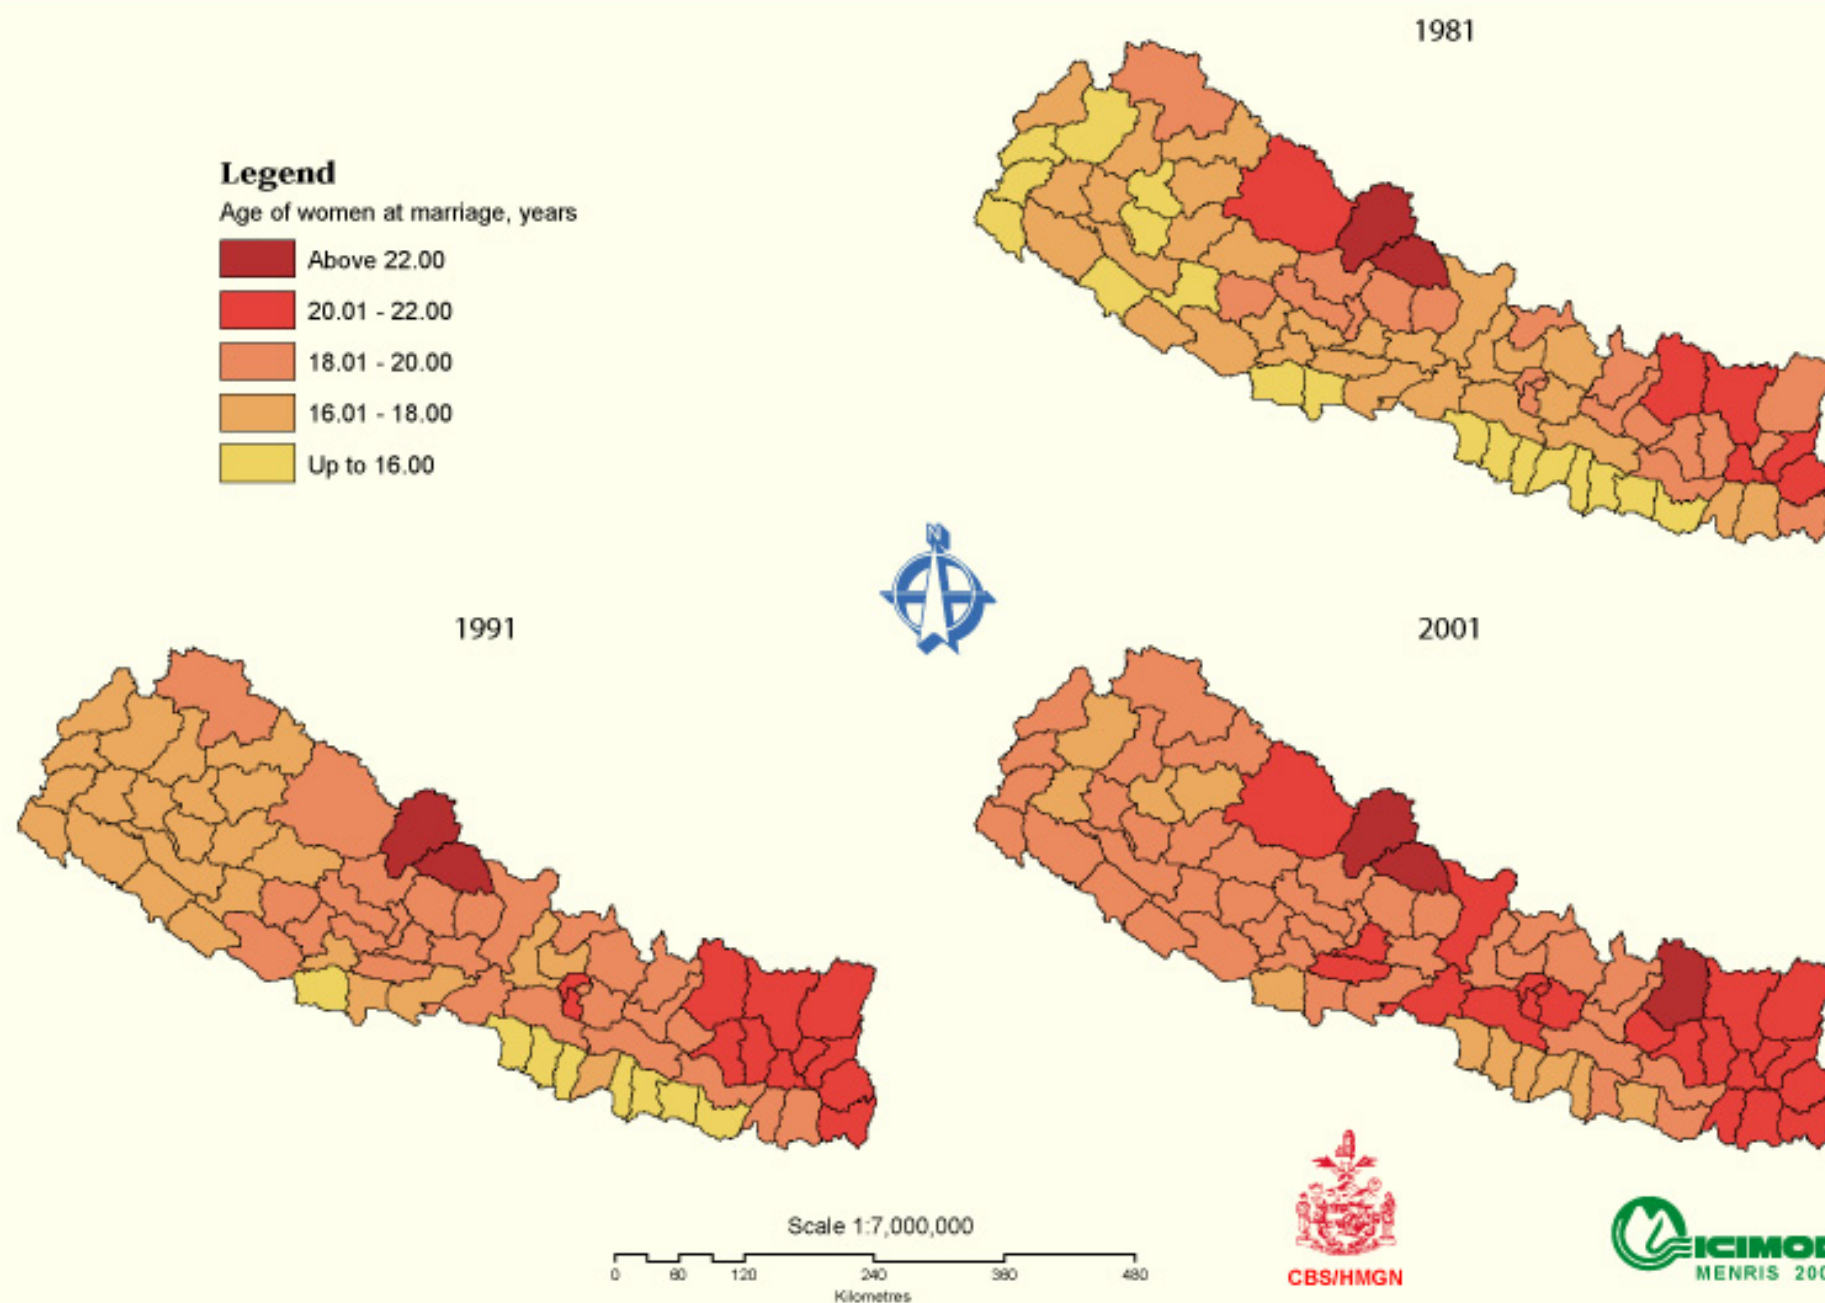 1981
Legend
Age of women at marriage, years
Above 22.00
20.01 - 22.00
18.01 - 20.00
16.01 - 18.00
Up to 16.00
N
1991
2001
Scale 1:7,000,000
0 60 120 240 360 480
Kilometres
CBS/HMGN
MENRIS